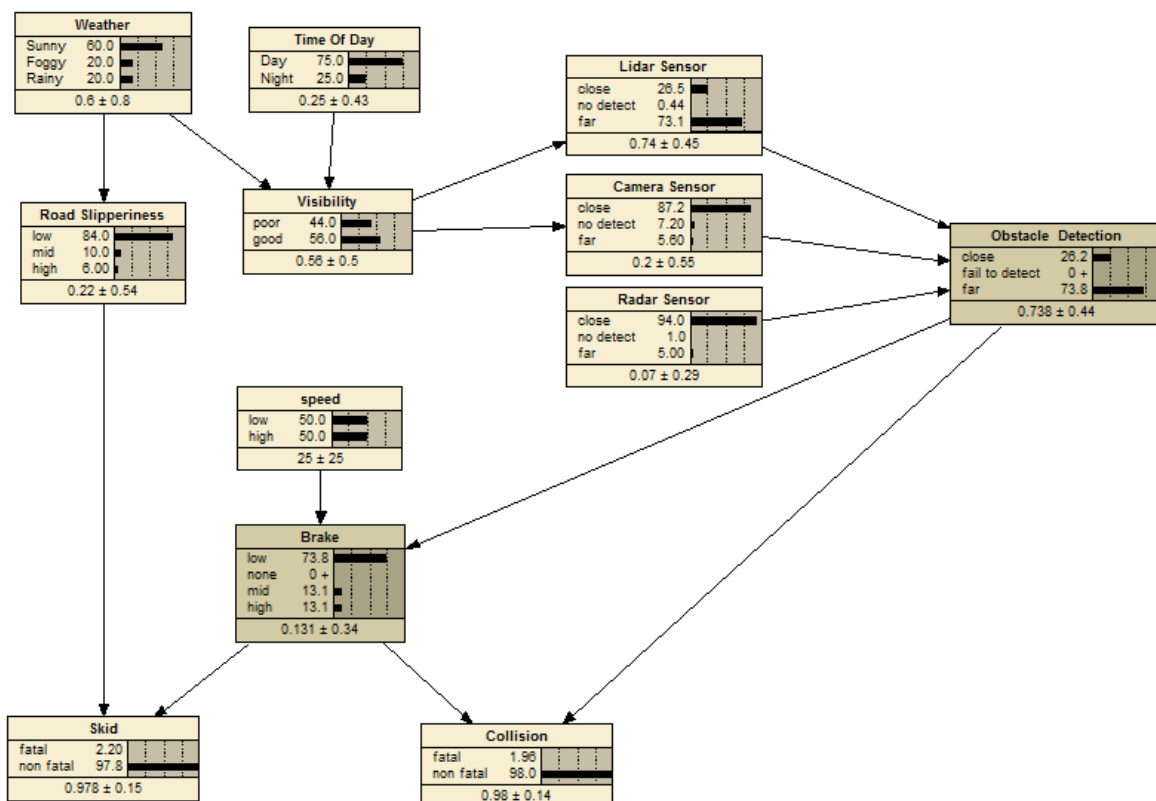 Weather
Sunny 60.0
Foggy 20.0
Rainy 20.0
0.6 ± 0.8
Time Of Day
Day 75.0
Night 25.0
0.25 ± 0.43
Lidar Sensor
close 26.5
no detect 0.44
far 73.1
0.74 ± 0.45
Road Slipperiness
low 84.0
mid 10.0
high 6.00
0.22 ± 0.54
Visibility
poor 44.0
good 56.0
0.56 ± 0.5
Camera Sensor
close 87.2
no detect 7.20
far 5.60
0.2 ± 0.55
Obstacle Detection
close 26.2
fail to detect 0 +
far 73.8
0.738 ± 0.44
Radar Sensor
close 94.0
no detect 1.0
far 5.00
0.07 ± 0.29
speed
low 50.0
high 50.0
25 ± 25
Brake
low 73.8
none 0 +
mid 13.1
high 13.1
0.131 ± 0.34
Skid
fatal 2.20
non fatal 97.8
0.978 ± 0.15
Collision
fatal 1.96
non fatal 98.0
0.98 ± 0.14